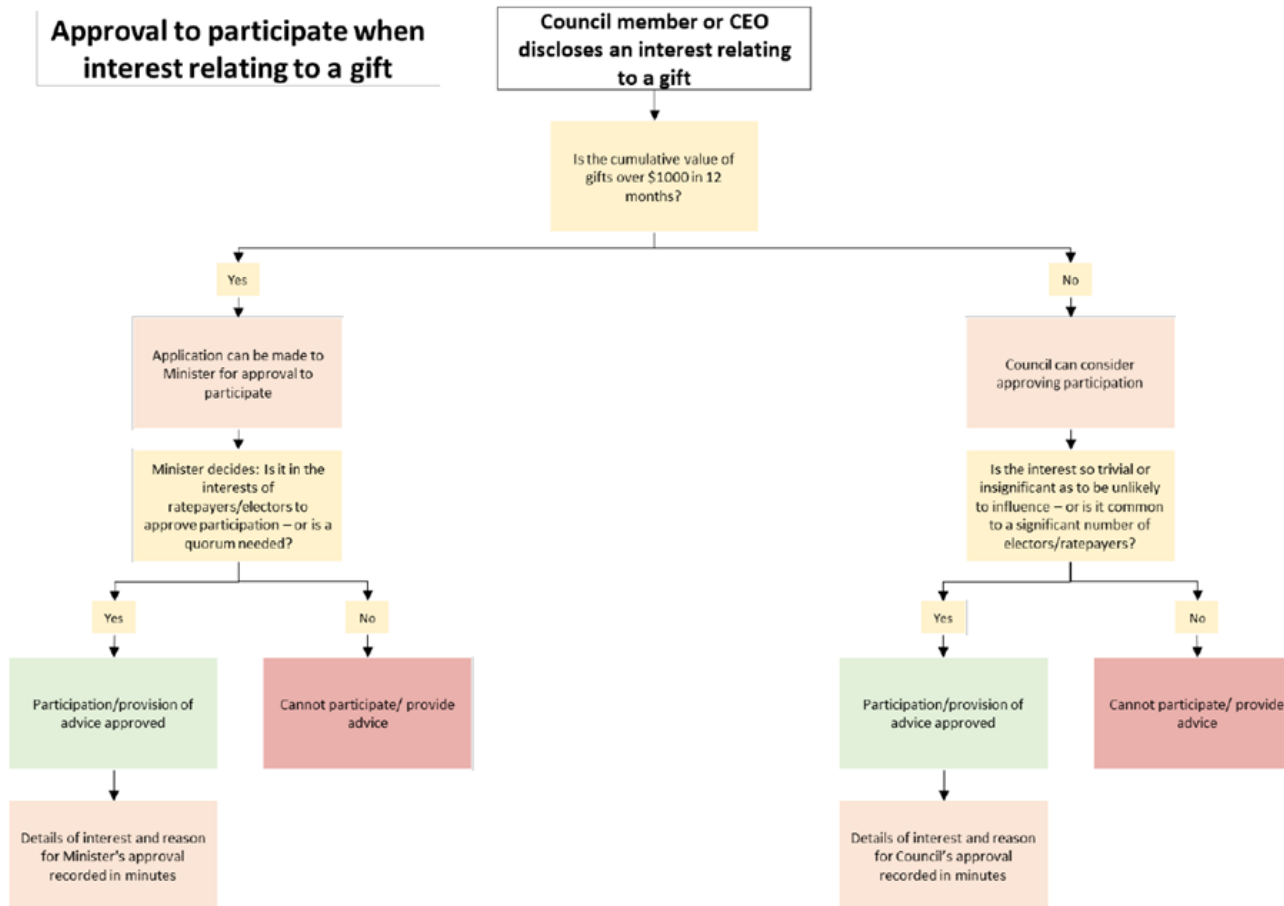 Approval to participate when
interest relating to a gift
Council member or CEO
discloses an interest relating
to a gift
Is the cumulative value of
gifts over $1000 in 12
months?
Yes
No
Application can be made to
Minister for approval to
participate
Council can consider
approving participation
Minister decides: Is it in the
interests of
ratepayers/electors to
approve participation – or is a
quorum needed?
Is the interest so trivial or
insignificant as to be unlikely
to influence – or is it common
to a significant number of
electors/ratepayers?
Yes
No
Yes
No
Participation/provision of
advice approved
Cannot participate/ provide
advice
Participation/provision of
advice approved
Cannot participate/ provide
advice
Details of interest and reason
for Minister's approval
recorded in minutes
Details of interest and reason
for Council's approval
recorded in minutes